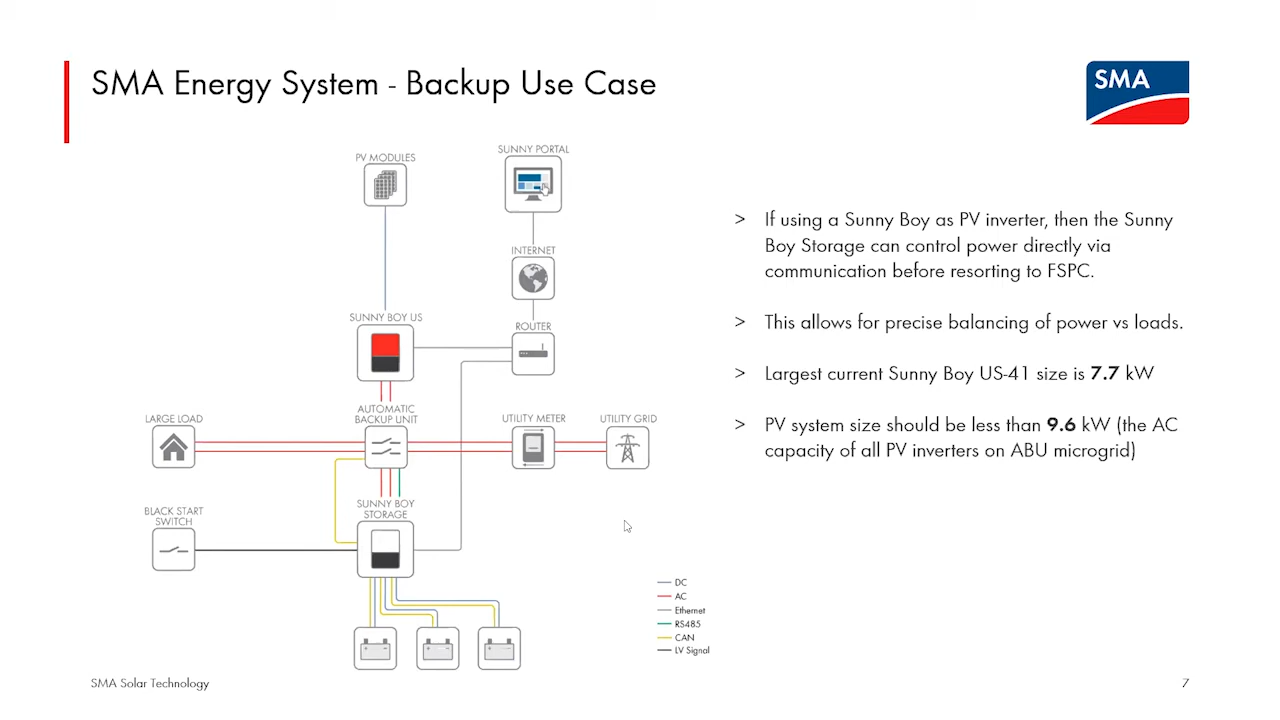 SMA Energy System - Backup Use Case
SMA
PV MODULES
SUNNY PORTAL
INTERNET
SUNNY BOY US
ROUTER
AUTOMATIC
BACKUP UNIT
LARGE LOAD
UTILITY METER
UTILITY GRID
SUNNY BOY
STORAGE
BLACK START
SWITCH
DC
AC
Ethernet
RS485
CAN
LV Signal
> If using a Sunny Boy as PV inverter, then the Sunny
Boy Storage can control power directly via
communication before resorting to FSPC.
> This allows for precise balancing of power vs loads.
> Largest current Sunny Boy US-41 size is 7.7 kW
> PV system size should be less than 9.6 kW (the AC
capacity of all PV inverters on ABU microgrid)
SMA Solar Technology
7